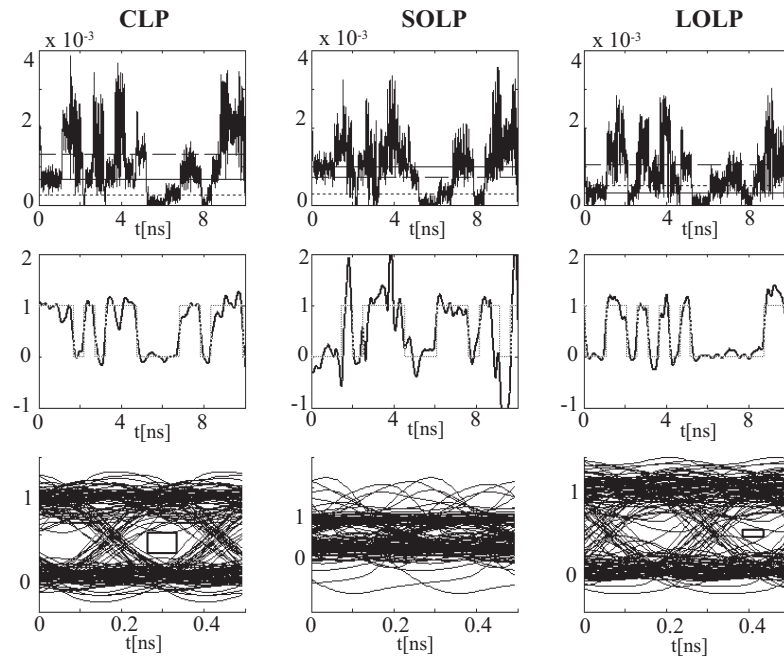 CLP SOLP LOLP
x 10-3 x 10-3 x 10-3
4 4 4
2 2 2
0 0 0
0 4 8 0 4 8 0 4 8
t[ns] t[ns] t[ns]
2 2 2
1 1 1
0 0 0
-1 -1 -1
0 4 8 0 4 8 0 4 8
t[ns] t[ns] t[ns]
1 1 1
0 0 0
0 0.2 0.4 0 0.2 0.4 0 0.2 0.4
t[ns] t[ns] t[ns]